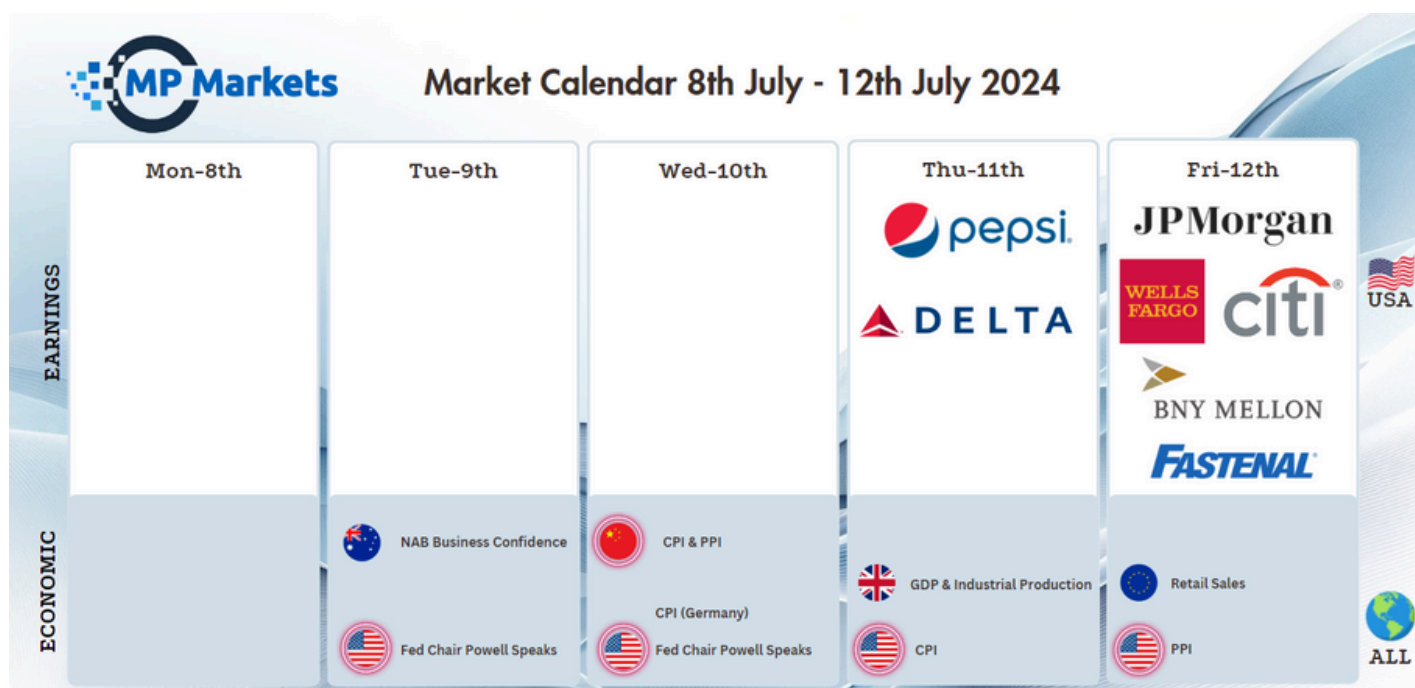 MP Markets
Market Calendar 8th July - 12th July 2024
Mon-8th
Tue-9th
Wed-10th
Thu-11th
Fri-12th
EARNINGS
pepsi.
DELTA
JPMorgan
WELLS
FARGO
citi®
BNY MELLON
FASTENAL
USA
ECONOMIC
NAB Business Confidence
Fed Chair Powell Speaks
CPI & PPI
CPI (Germany)
Fed Chair Powell Speaks
GDP & Industrial Production
CPI
Retail Sales
PPI
ALL